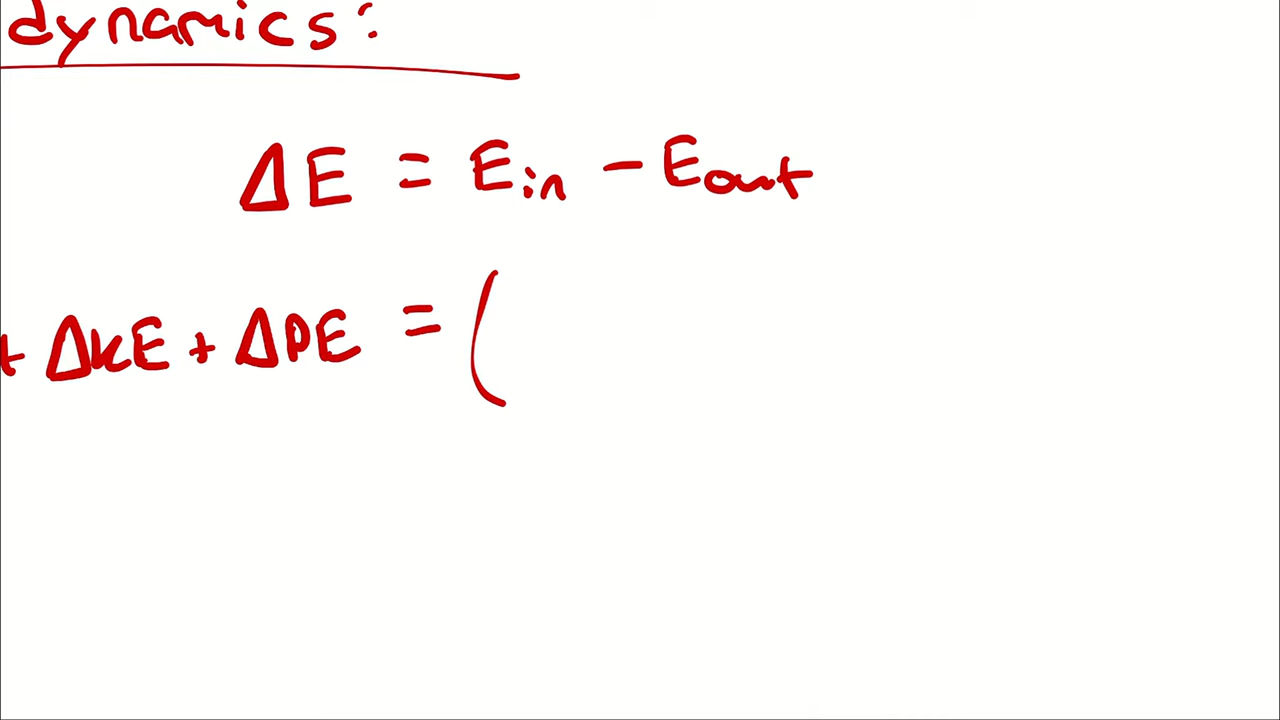 dynamics:
ΔE = Ein - Eout
+ ΔKE + ΔPE = (